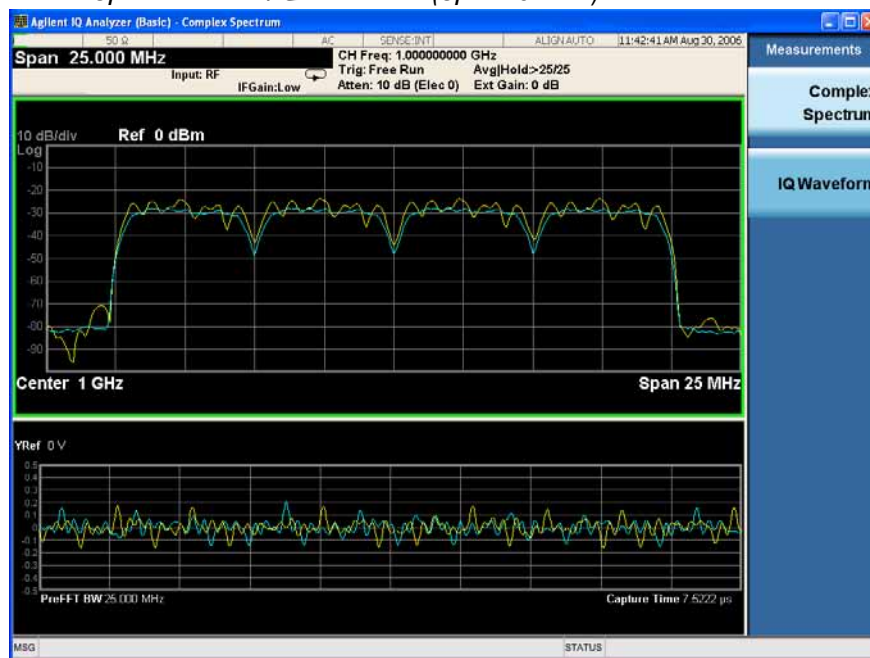 Agilent IQ Analyzer (Basic) - Complex Spectrum
50 Ω AC SENSE:INT ALIGN AUTO 11:42:41 AM Aug 30, 2006
Span 25.000 MHz
Input: RF
IFGain:Low
CH Freq: 1.000000000 GHz
Trig: Free Run Avg|Hold:>25/25
Atten: 10 dB (Elec 0) Ext Gain: 0 dB
Measurements
Complex
Spectrum
IQ Waveform
10 dB/div Ref 0 dBm
Log
-10
-20
-30
-40
-50
-60
-70
-80
-90
Center 1 GHz Span 25 MHz
YRef 0 V
0.5
0.4
0.3
0.2
0.1
0
-0.1
-0.2
-0.3
-0.4
-0.5
PreFFT BW 25.000 MHz Capture Time 7.5222 µs
MSG STATUS